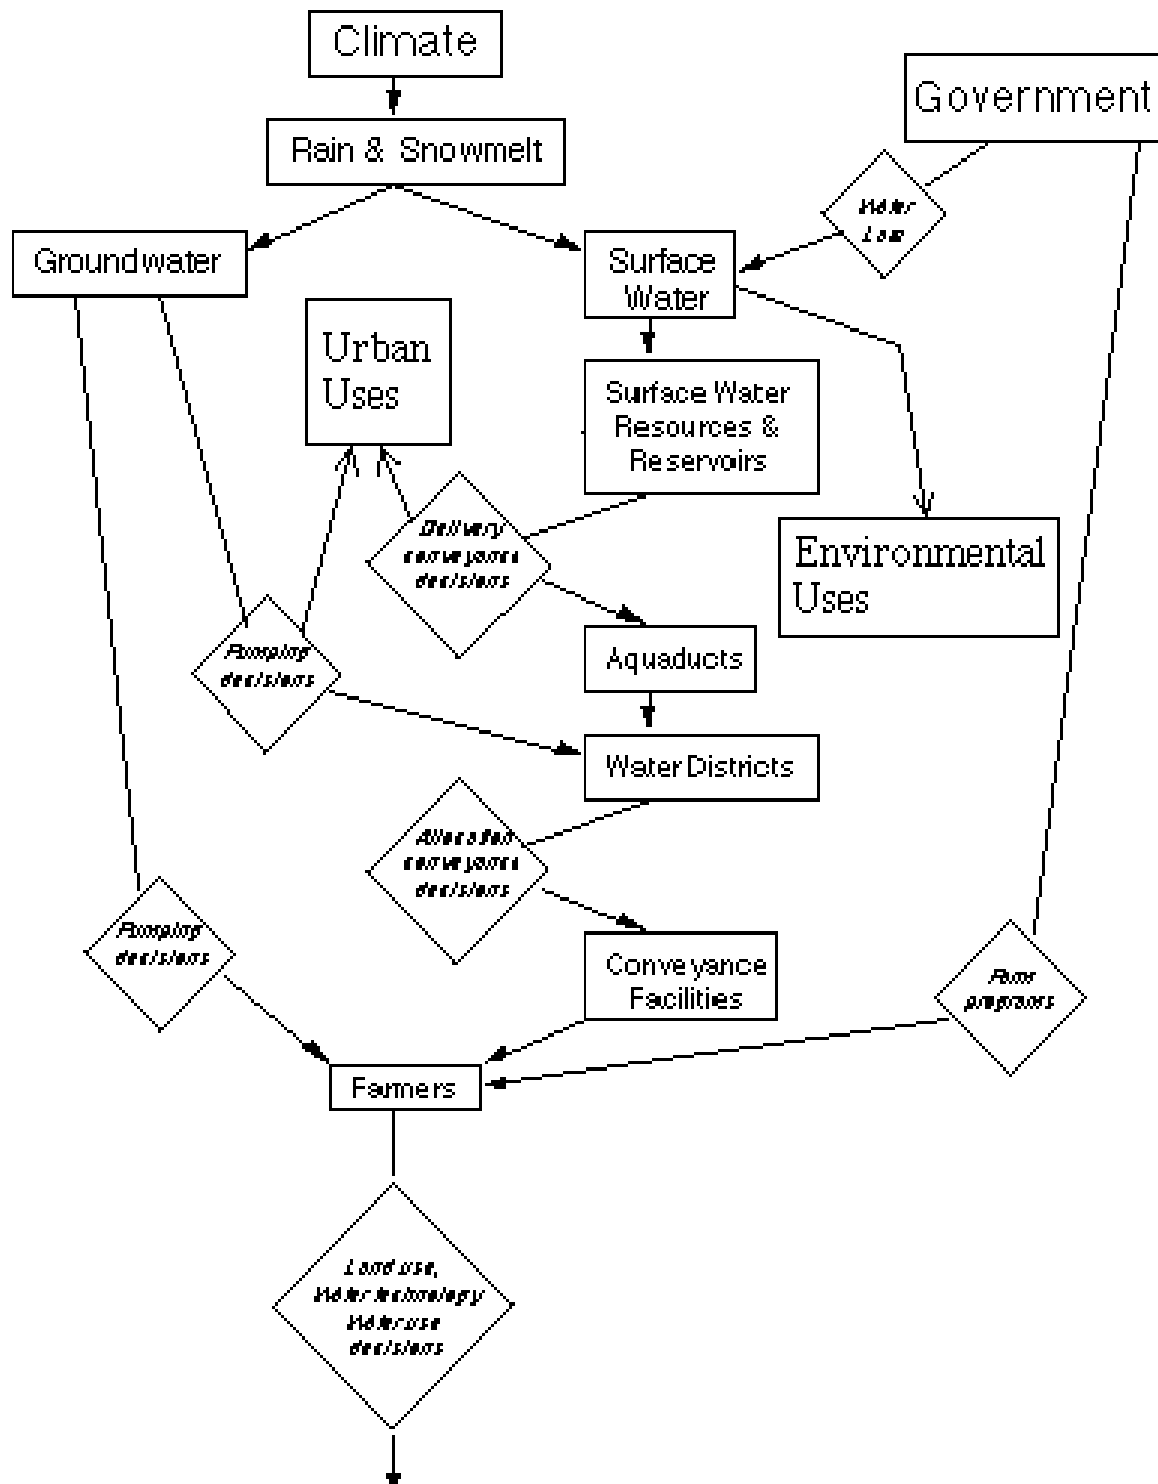 Climate
Government
Rain & Snowmelt
Water
Law
Groundwater
Surface
Water
Urban
Uses
Surface Water
Resources &
Reservoirs
Delivery
conveyance
decisions
Environmental
Uses
Pumping
decisions
Aquaducts
Water Districts
Allocation
conveyance
decisions
Pumping
decisions
Conveyance
Facilities
Farm
programs
Farmers
Land use,
Water technology
Water use
decisions